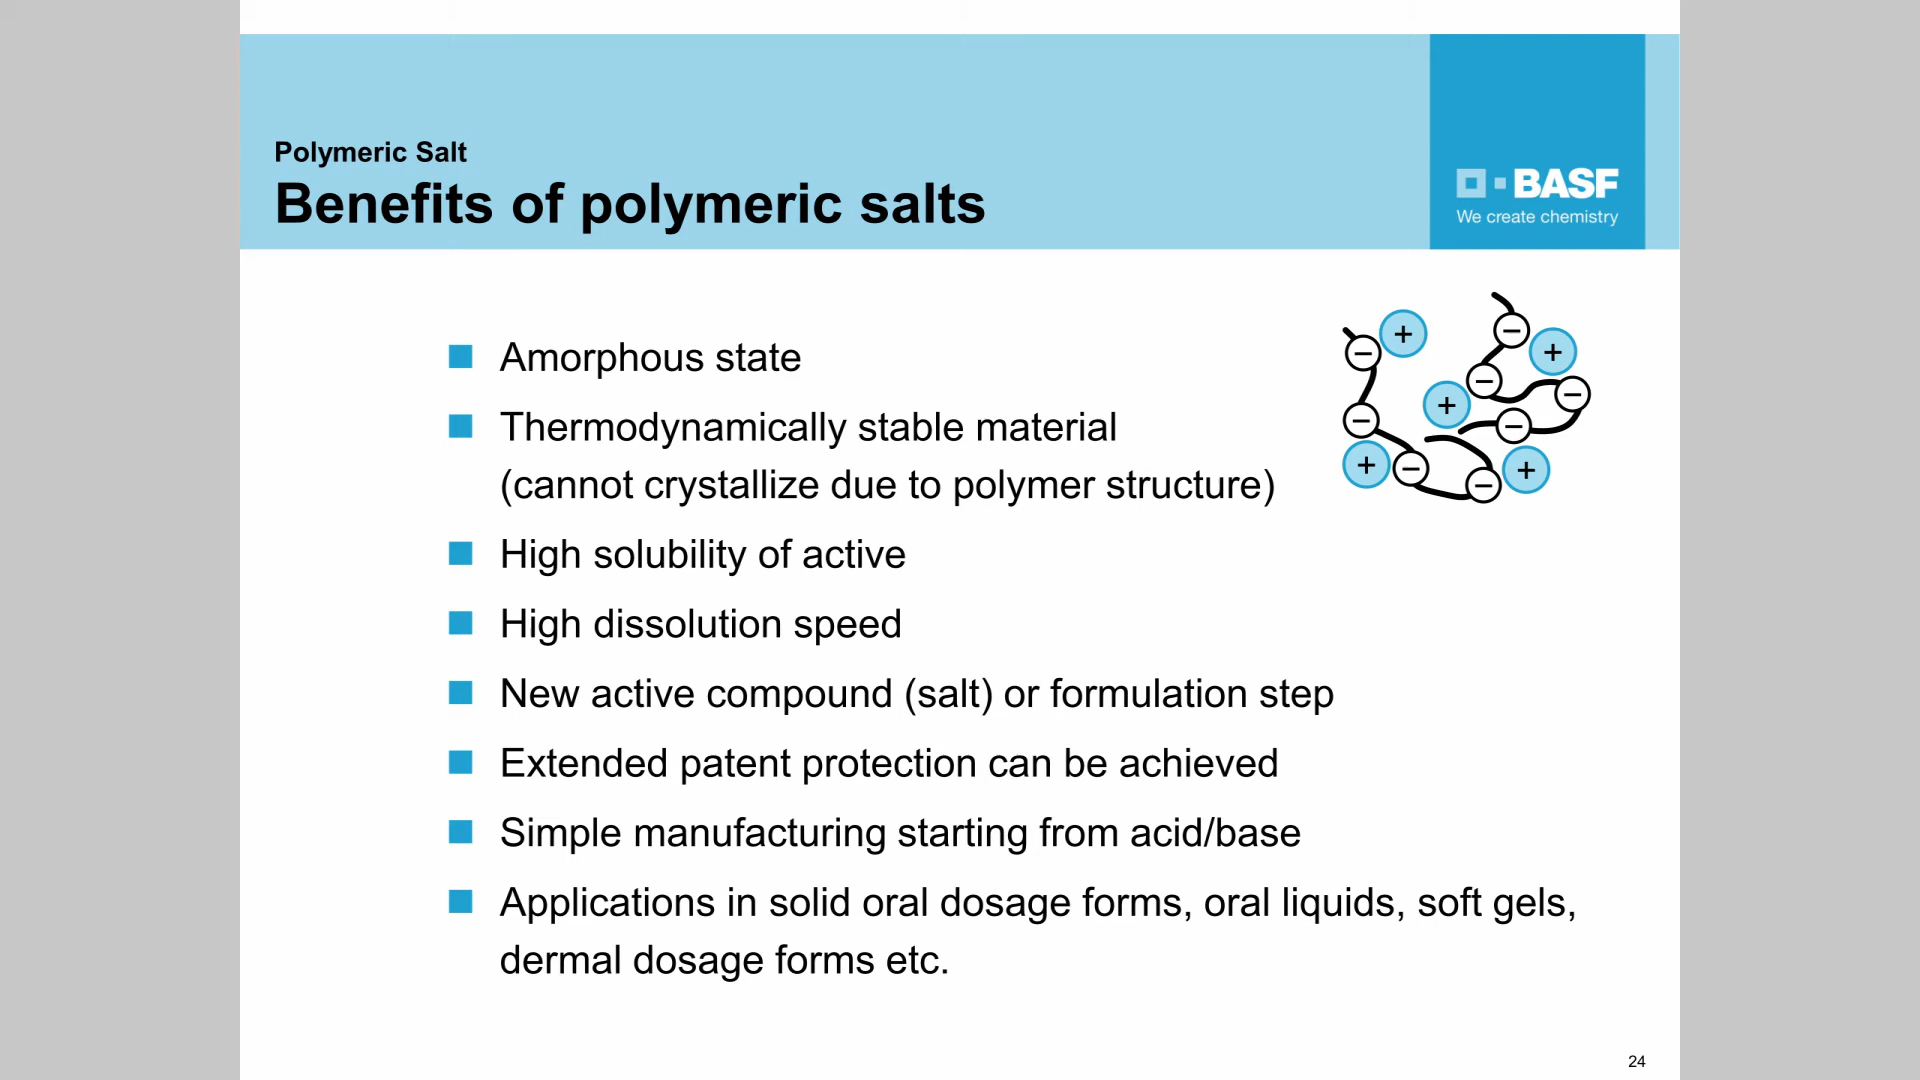 Polymeric Salt
Benefits of polymeric salts
BASF
We create chemistry
Amorphous state
Thermodynamically stable material
(cannot crystallize due to polymer structure)
High solubility of active
High dissolution speed
New active compound (salt) or formulation step
Extended patent protection can be achieved
Simple manufacturing starting from acid/base
Applications in solid oral dosage forms, oral liquids, soft gels,
dermal dosage forms etc.
24